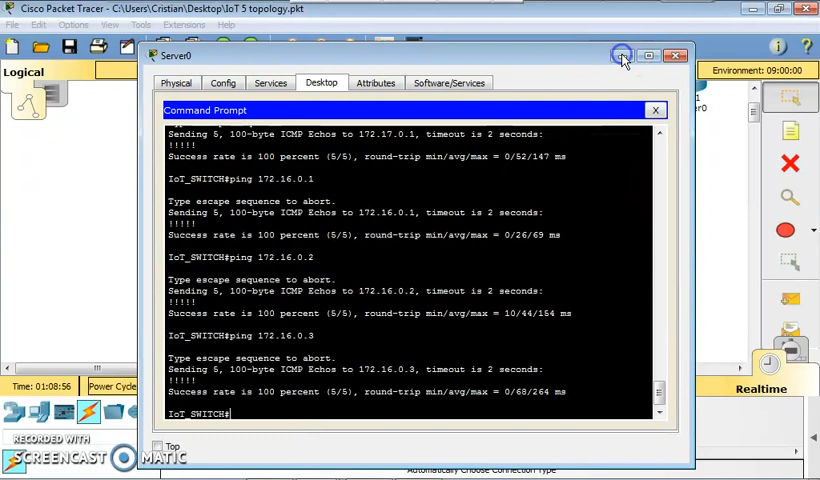 Cisco Packet Tracer - C:\Users\Cristian\Desktop\IoT 5 topology.pkt
File Edit Options View Tools Extensions Help
Logical
Environment: 09:00:00
Server0
Physical Config Services Desktop Attributes Software/Services
Command Prompt X
Sending 5, 100-byte ICMP Echos to 172.17.0.1, timeout is 2 seconds:
!!!!!
Success rate is 100 percent (5/5), round-trip min/avg/max = 0/52/147 ms
IoT_SWITCH#ping 172.16.0.1
Type escape sequence to abort.
Sending 5, 100-byte ICMP Echos to 172.16.0.1, timeout is 2 seconds:
!!!!!
Success rate is 100 percent (5/5), round-trip min/avg/max = 0/26/69 ms
IoT_SWITCH#ping 172.16.0.2
Type escape sequence to abort.
Sending 5, 100-byte ICMP Echos to 172.16.0.2, timeout is 2 seconds:
!!!!!
Success rate is 100 percent (5/5), round-trip min/avg/max = 10/44/154 ms
IoT_SWITCH#ping 172.16.0.3
Type escape sequence to abort.
Sending 5, 100-byte ICMP Echos to 172.16.0.3, timeout is 2 seconds:
!!!!!
Success rate is 100 percent (5/5), round-trip min/avg/max = 0/68/264 ms
IoT_SWITCH#
Top
Time: 01:08:56 Power Cycle
Realtime
RECORDED WITH
SCREENCAST MATIC
Automatically Choose Connection Type